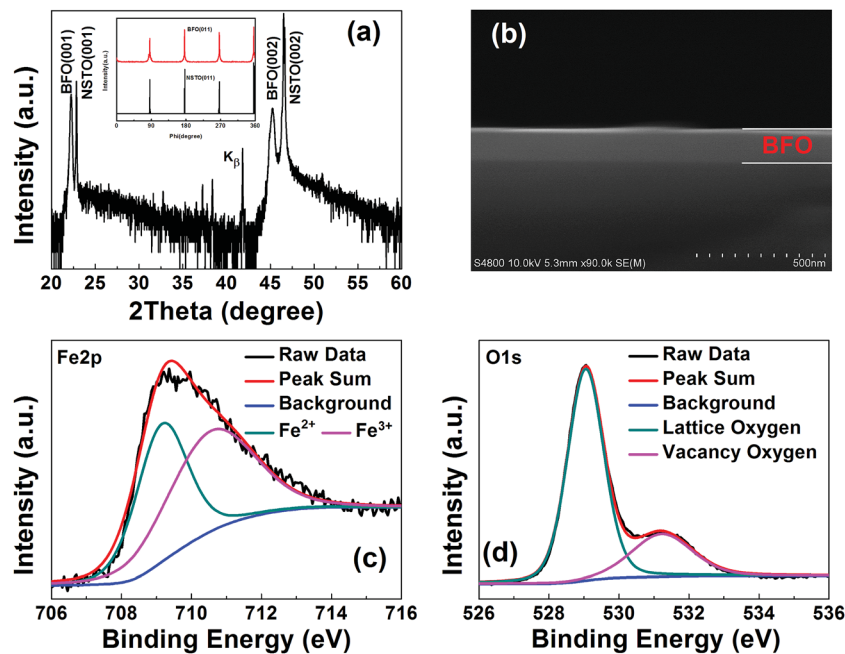 (a)
Intensity (a.u.)
BFO(001)
NSTO(001)
BFO(002)
NSTO(002)
Kβ
Intensity(a.u.)
BFO(011)
NSTO(011)
0 90 180 270 360
Phi(degree)
20 25 30 35 40 45 50 55 60
2Theta (degree)
(b)
BFO
S4800 10.0kV 5.3mm x90.0k SE(M)
500nm
Fe2p
Raw Data
Peak Sum
Background
Fe2+ Fe3+
Intensity (a.u.)
(c)
706 708 710 712 714 716
Binding Energy (eV)
O1s
Raw Data
Peak Sum
Background
Lattice Oxygen
Vacancy Oxygen
Intensity (a.u.)
(d)
526 528 530 532 534 536
Binding Energy (eV)